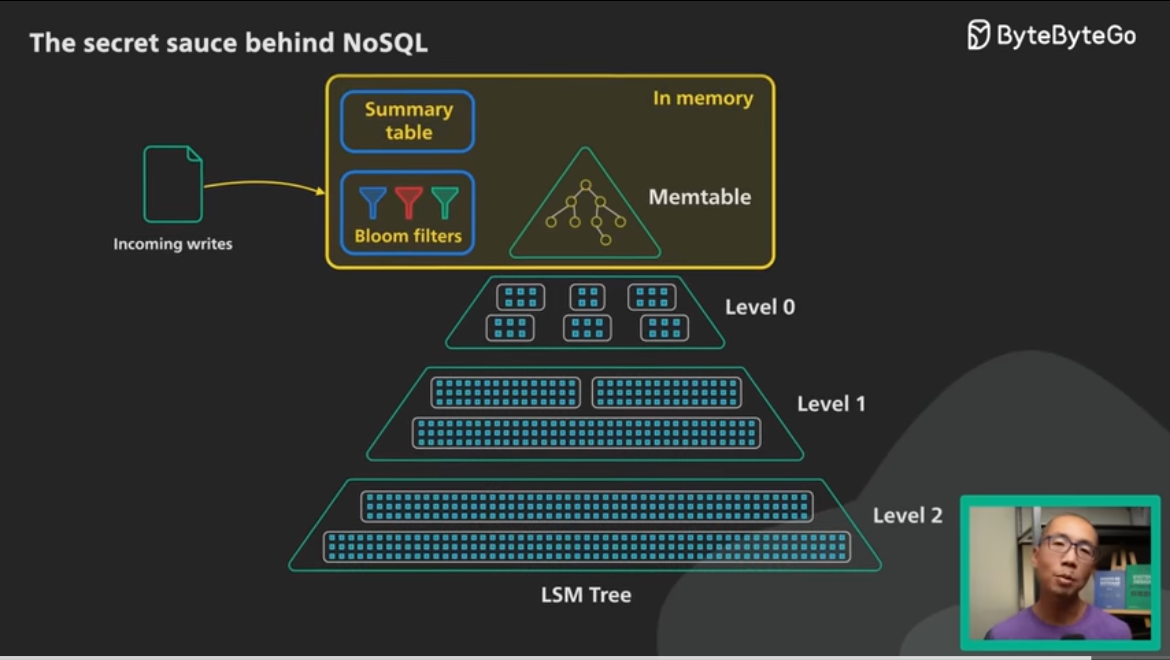 The secret sauce behind NoSQL
ByteByteGo
Summary
table
In memory
Memtable
Bloom filters
Incoming writes
Level 0
Level 1
Level 2
LSM Tree